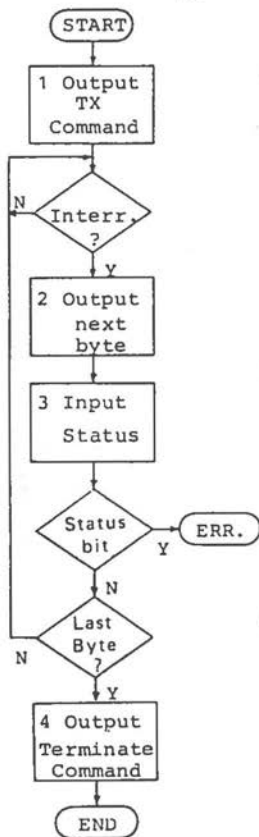 START
1 Output
TX
Command
N
Interr.
?
Y
2 Output
next
byte
3 Input
Status
Status
bit
ERR.
Y
N
Last
Byte
?
N
Y
4 Output
Terminate
Command
END